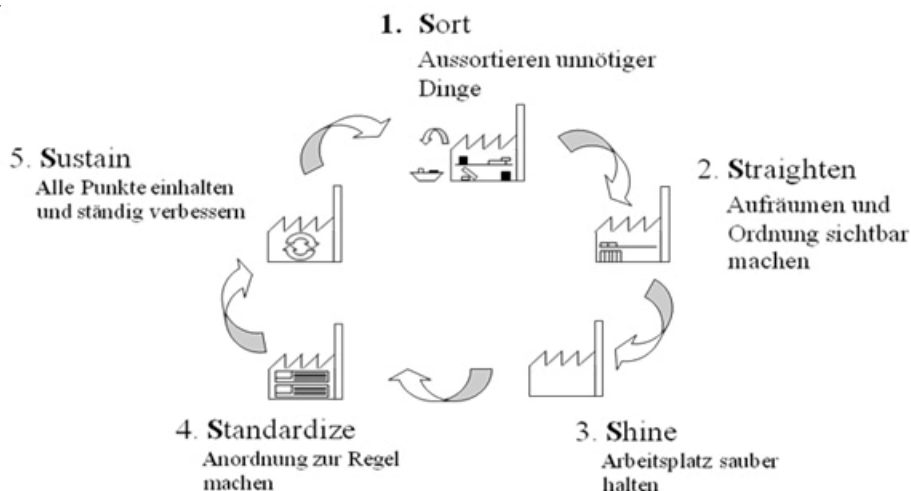 1. Sort
Aussortieren unnötiger
Dinge
2. Straighten
Aufräumen und
Ordnung sichtbar
machen
3. Shine
Arbeitsplatz sauber
halten
4. Standardize
Anordnung zur Regel
machen
5. Sustain
Alle Punkte einhalten
und ständig verbessern